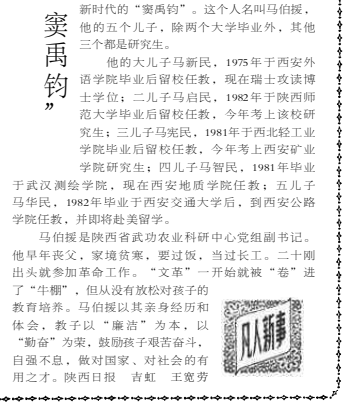 窦禹钧”
新时代的“窦禹钧”。这个人名叫马伯援，
他的五个儿子，除两个大学毕业外，其他
三个都是研究生。
他的大儿子马新民，1975年于西安外
语学院毕业后留校任教，现在瑞士攻读博
士学位；二儿子马启民，1982年于陕西师
范大学毕业后留校任教，今年考上该校研
究生；三儿子马宪民，1981年于西北轻工业
学院毕业后留校任教，今年考上西安矿业
学院研究生；四儿子马智民，1981年毕业
于武汉测绘学院，现在西安地质学院任教；五儿子
马华民，1982年毕业于西安交通大学后，到西安公路
学院任教，并即将赴美留学。
马伯援是陕西省武功农业科研中心党组副书记。
他早年丧父，家境贫寒，要过饭，当过长工。二十刚
出头就参加革命工作。“文革”一开始就被“卷”进
了“牛棚”，但从没有放松对孩子的
教育培养。马伯援以其亲身经历和
体会，教子以“廉洁”为本，以
“勤奋”为荣，鼓励孩子艰苦奋斗，
自强不息，做对国家、对社会的有
用之才。陕西日报 吉虹 王宽劳
凡人新事